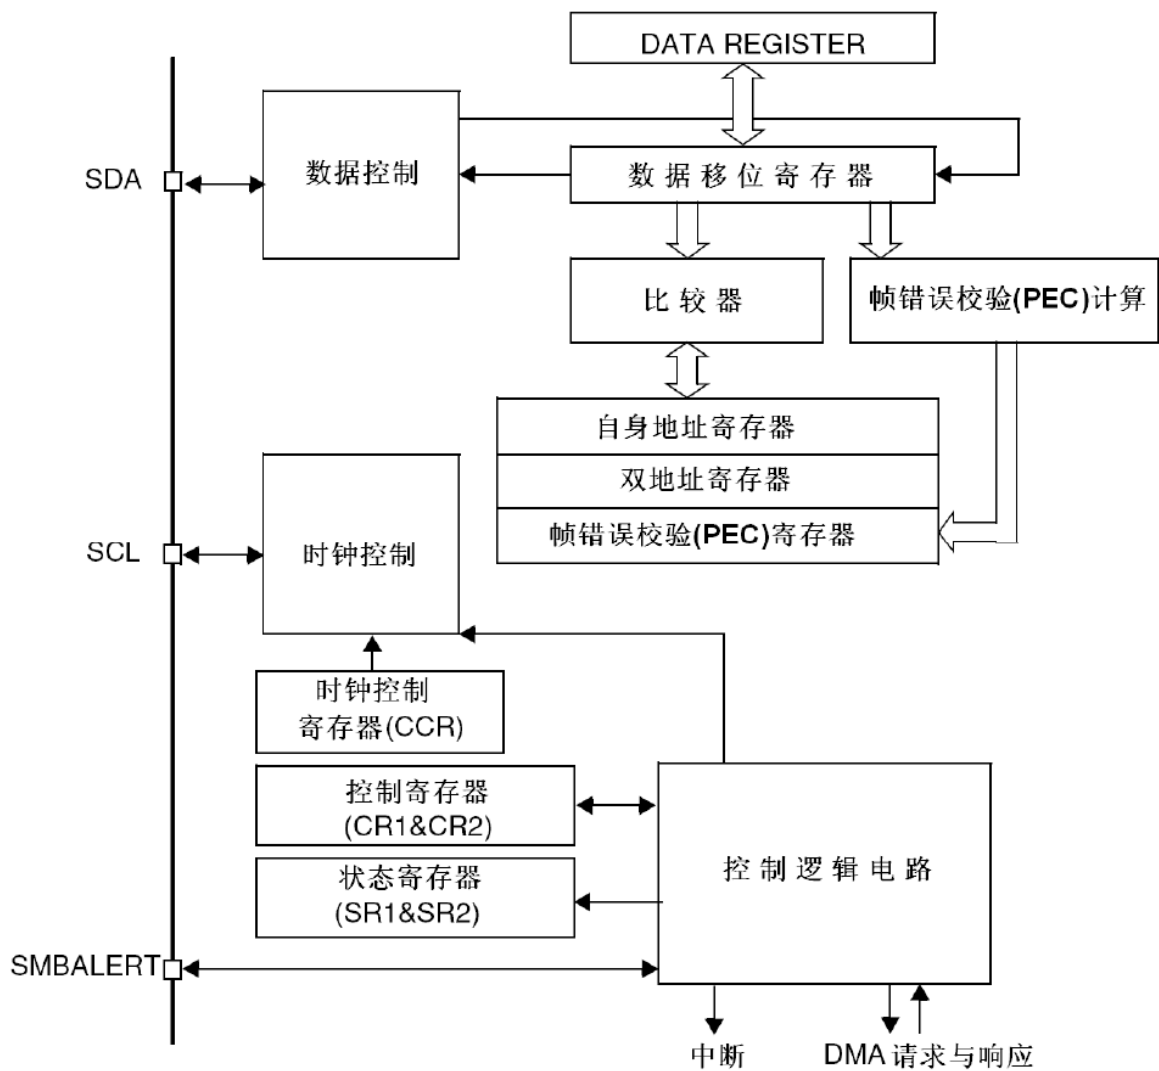 DATA REGISTER
SDA
数据控制
数据移位寄存器
比较器
帧错误校验(PEC)计算
自身地址寄存器
双地址寄存器
帧错误校验(PEC)寄存器
SCL
时钟控制
时钟控制
寄存器(CCR)
控制寄存器
(CR1&CR2)
控制逻辑电路
状态寄存器
(SR1&SR2)
SMBALERT
中断
DMA 请求与响应